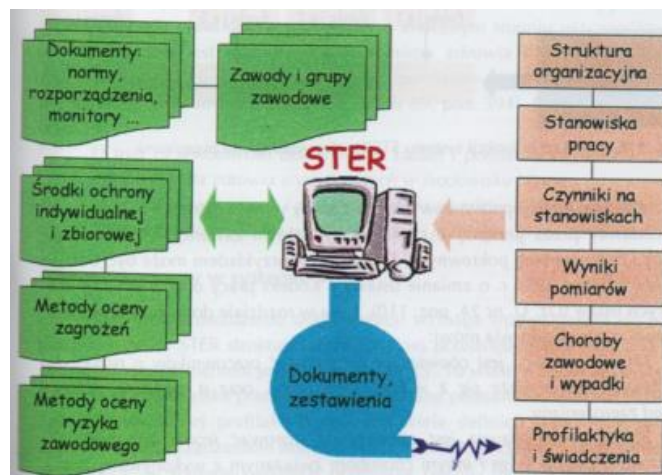 Dokumenty:
normy,
rozporządzenia,
monitory ...
Zawody i grupy
zawodowe
Środki ochrony
indywidualnej
i zbiorowej
Metody oceny
zagrożeń
Metody oceny
ryzyka
zawodowego
STER
Dokumenty,
zestawienia
Struktura
organizacyjna
Stanowiska
pracy
Czynniki na
stanowiskach
Wyniki
pomiarów
Choroby
zawodowe
i wypadki
Profilaktyka
i świadczenia